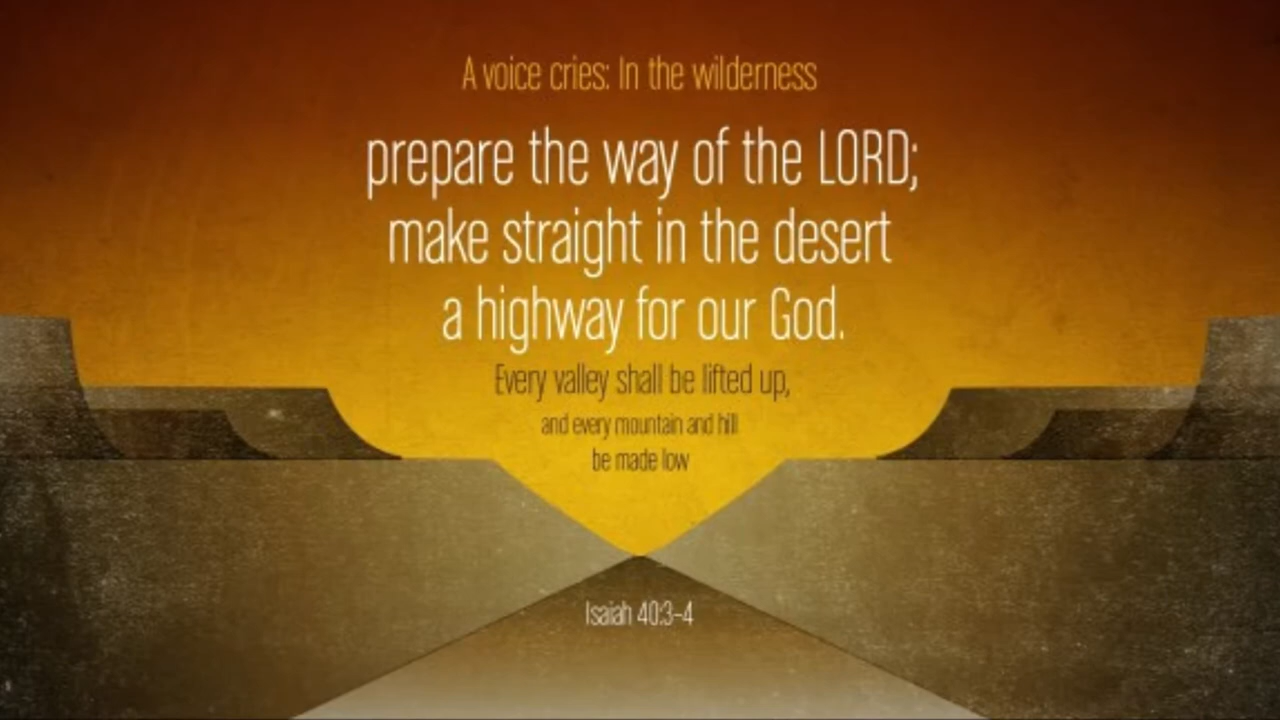 A voice cries: In the wilderness
prepare the way of the LORD;
make straight in the desert
a highway for our God.
Every valley shall be lifted up,
and every mountain and hill
be made low
Isaiah 40:3–4